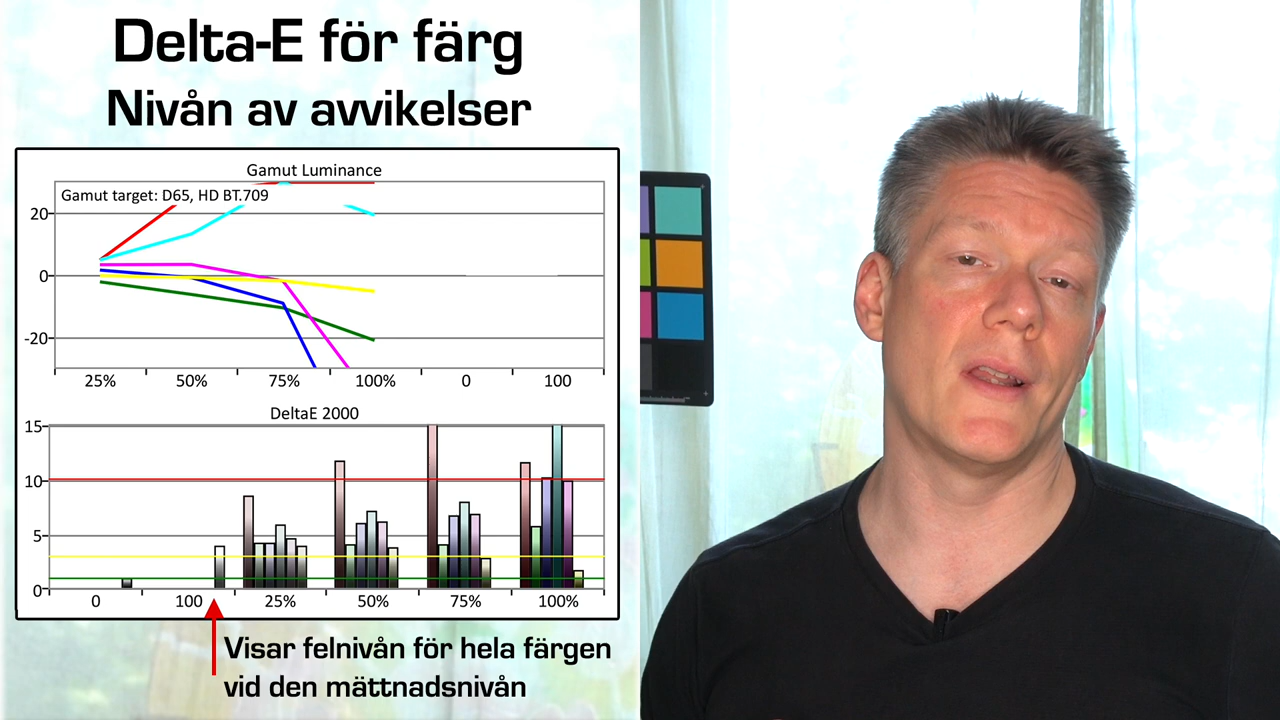 Delta-E för färg
Nivån av avvikelser
Gamut Luminance
Gamut target: D65, HD BT.709
20
0
-20
25% 50% 75% 100% 0 100
DeltaE 2000
15
10
5
0
0 100 25% 50% 75% 100%
Visar felnivån för hela färgen
vid den mättnadsnivån